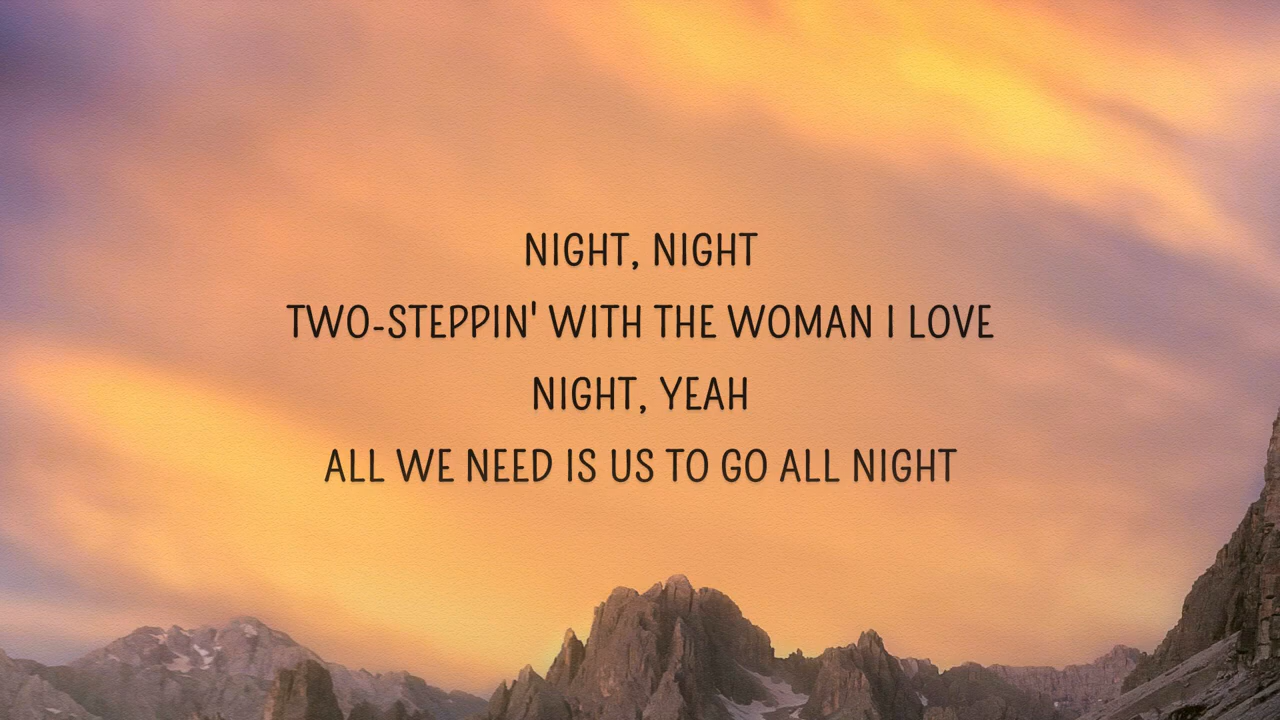 NIGHT, NIGHT
TWO-STEPPIN' WITH THE WOMAN I LOVE
NIGHT, YEAH
ALL WE NEED IS US TO GO ALL NIGHT